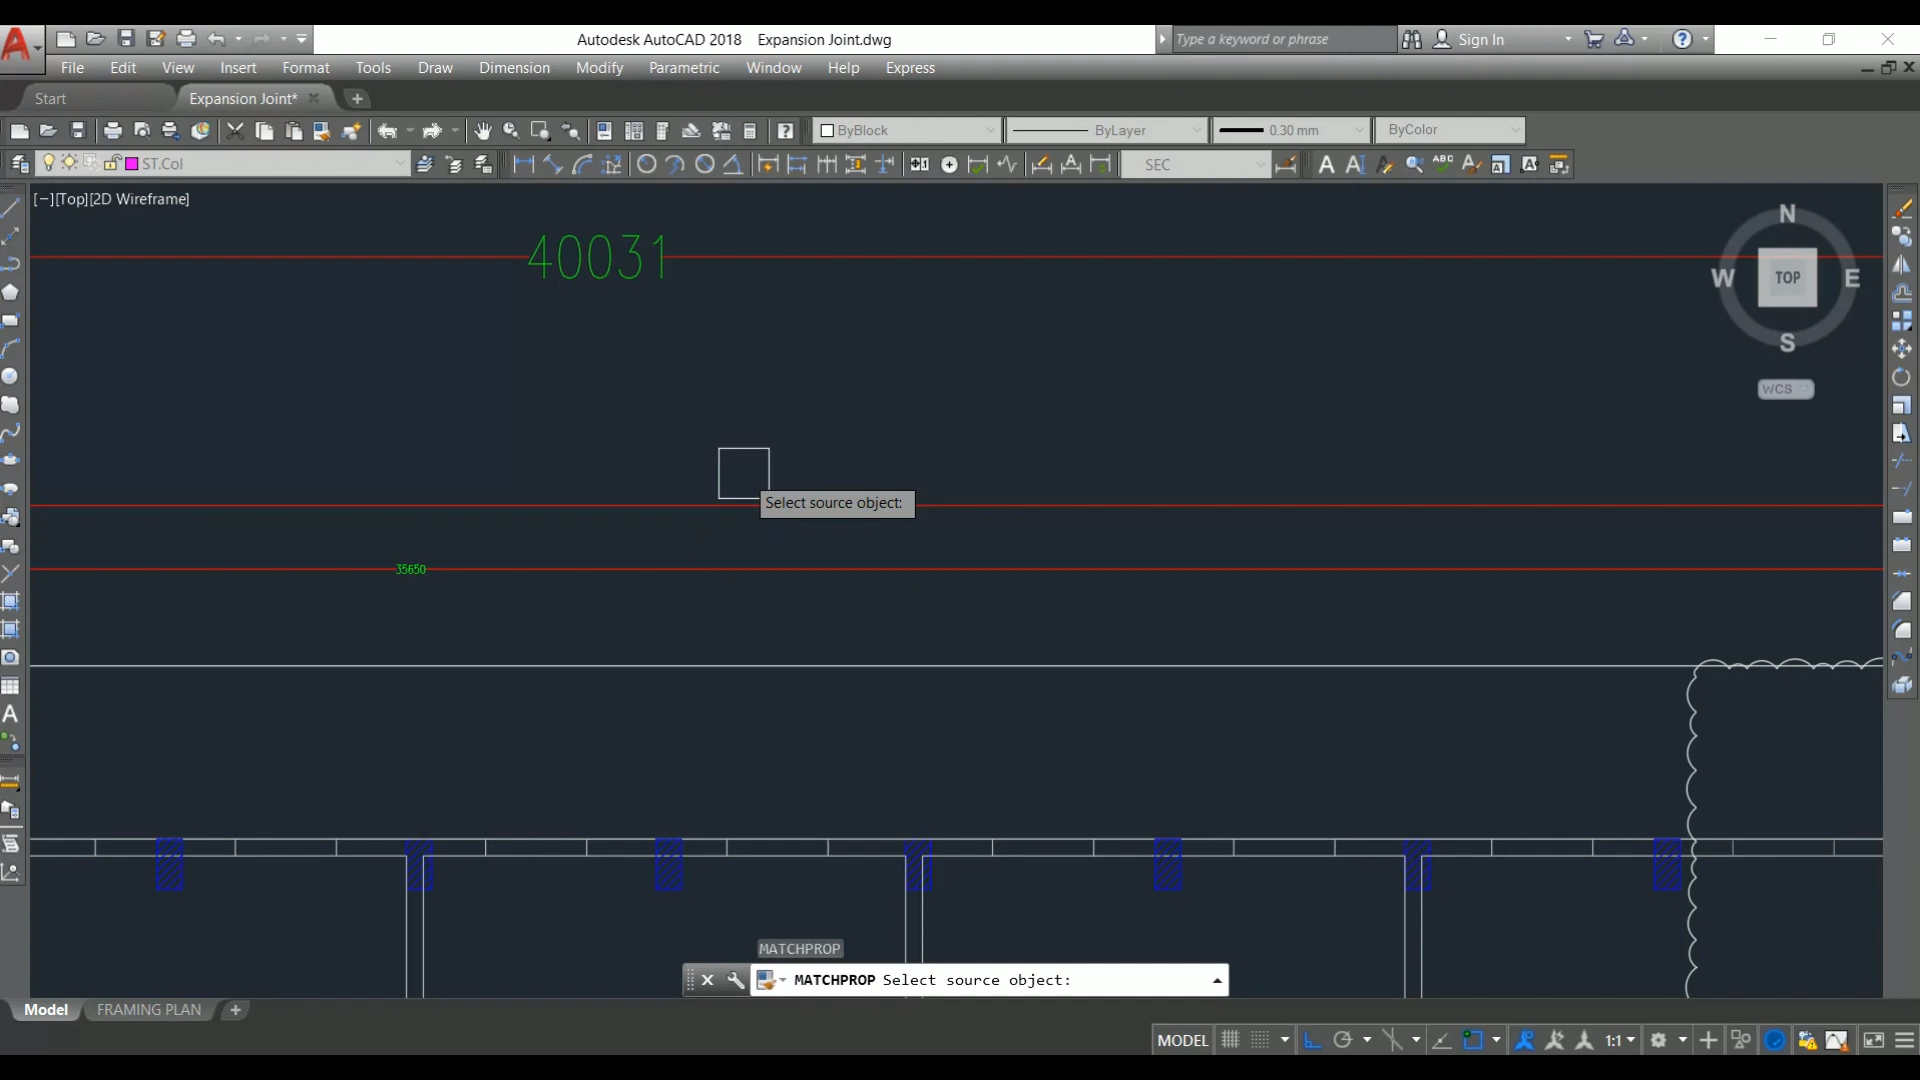 Autodesk AutoCAD 2018 Expansion Joint.dwg
Type a keyword or phrase
Sign In
File Edit View Insert Format Tools Draw Dimension Modify Parametric Window Help Express
Start
Expansion Joint*
ByBlock
ByLayer
0.30 mm
ByColor
ST.Col
SEC
[−][Top][2D Wireframe]
40031
N
W
TOP
E
S
WCS
Select source object:
35650
MATCHPROP
MATCHPROP Select source object:
Model
FRAMING PLAN
MODEL
1:1